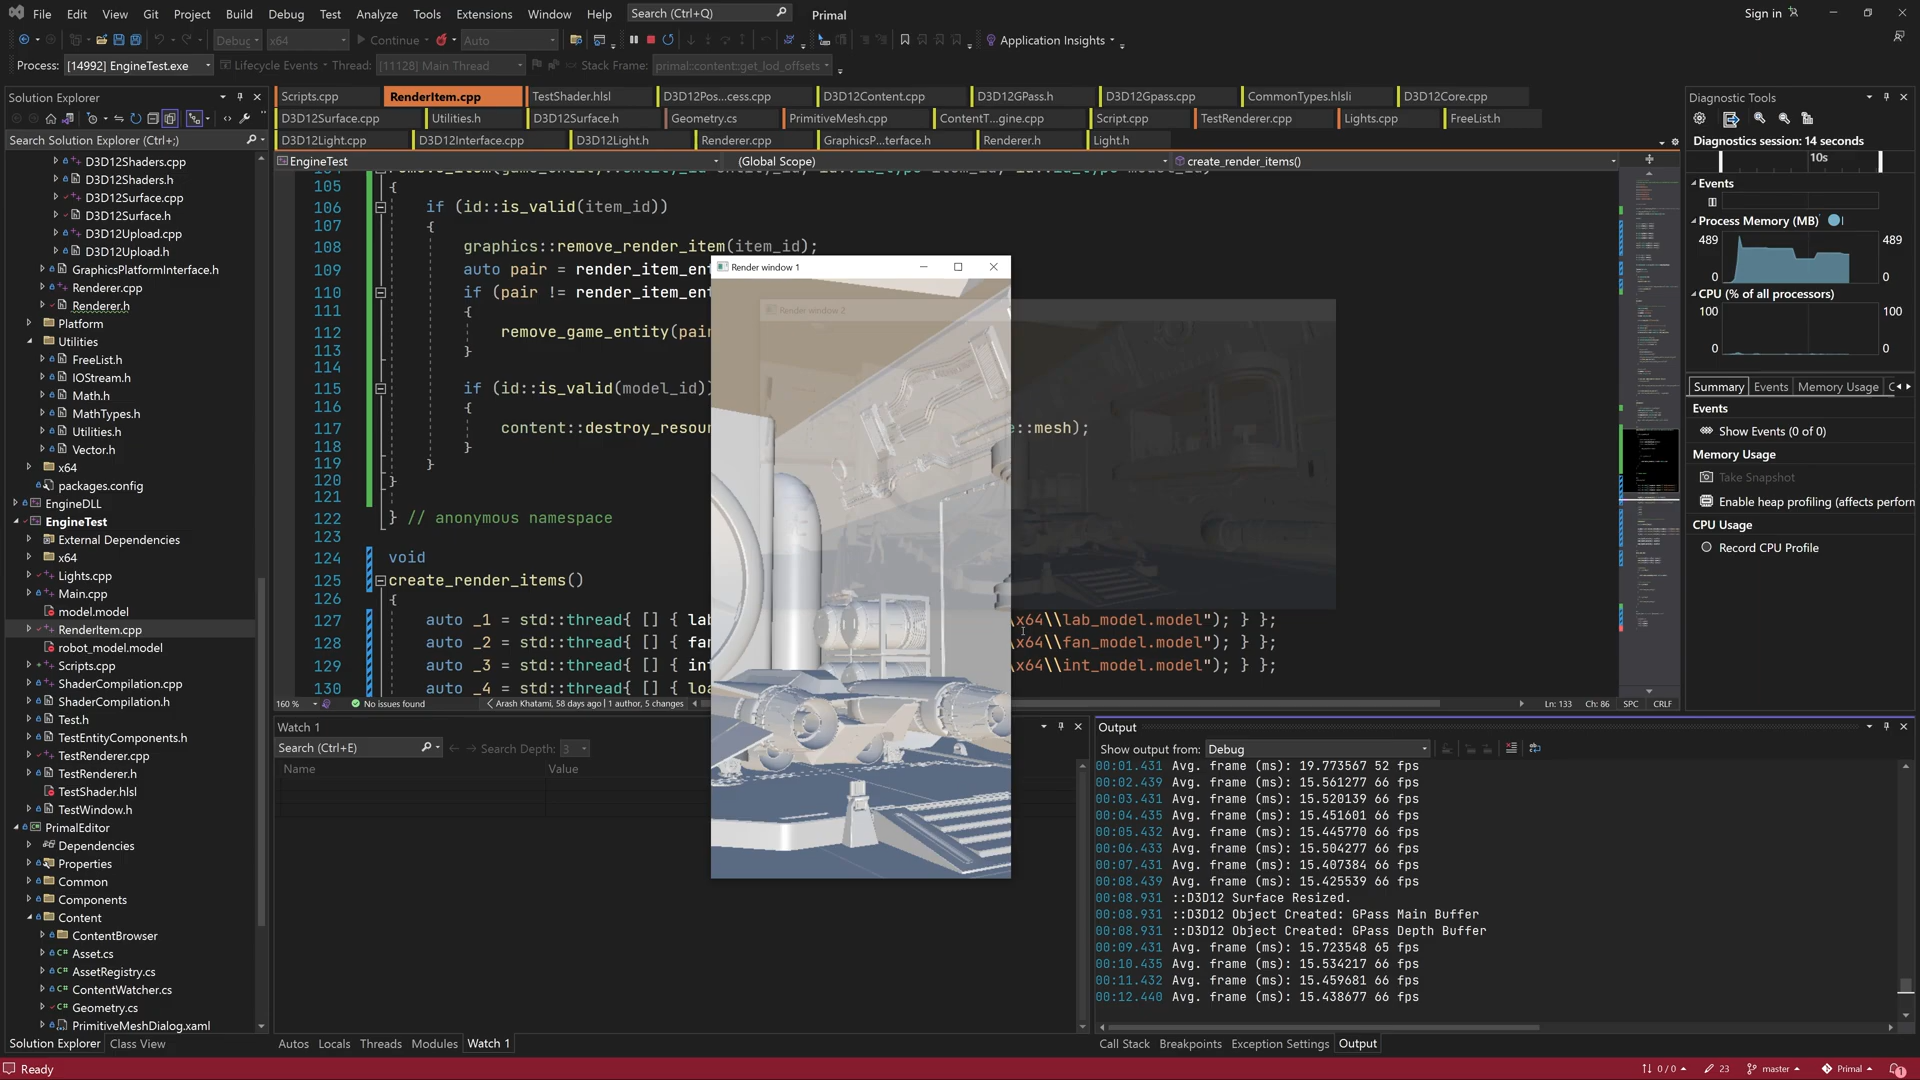 File Edit View Git Project Build Debug Test Analyze Tools Extensions Window Help Search (Ctrl+Q) Primal Sign in
Debug x64 Continue Auto Application Insights
Process: [14992] EngineTest.exe Lifecycle Events Thread: [11128] Main Thread Stack Frame: primal::content::get_lod_offsets
Solution Explorer
Search Solution Explorer (Ctrl+;)
D3D12Shaders.cpp
D3D12Shaders.h
D3D12Surface.cpp
D3D12Surface.h
D3D12Upload.cpp
D3D12Upload.h
GraphicsPlatformInterface.h
Renderer.cpp
Renderer.h
Platform
Utilities
FreeList.h
IOStream.h
Math.h
MathTypes.h
Utilities.h
Vector.h
x64
packages.config
EngineDLL
EngineTest
External Dependencies
x64
Lights.cpp
Main.cpp
model.model
RenderItem.cpp
robot_model.model
Scripts.cpp
ShaderCompilation.cpp
ShaderCompilation.h
Test.h
TestEntityComponents.h
TestRenderer.cpp
TestRenderer.h
TestShader.hlsl
TestWindow.h
PrimalEditor
Dependencies
Properties
Common
Components
Content
ContentBrowser
Asset.cs
AssetRegistry.cs
ContentWatcher.cs
Geometry.cs
PrimitiveMeshDialog.xaml
Solution Explorer Class View
Scripts.cpp RenderItem.cpp TestShader.hlsl D3D12Pos...cess.cpp D3D12Content.cpp D3D12GPass.h D3D12Gpass.cpp CommonTypes.hlsli D3D12Core.cpp
D3D12Surface.cpp Utilities.h D3D12Surface.h Geometry.cs PrimitiveMesh.cpp ContentT...gine.cpp Script.cpp TestRenderer.cpp Lights.cpp FreeList.h
D3D12Light.cpp D3D12Interface.cpp D3D12Light.h Renderer.cpp GraphicsP...terface.h Renderer.h Light.h
EngineTest (Global Scope) create_render_items()
105 {
106 if (id::is_valid(item_id))
107 {
108 graphics::remove_render_item(item_id);
109 auto pair = render_item_ent
110 if (pair != render_item_ent
111 {
112 remove_game_entity(pair
113 }
114
115 if (id::is_valid(model_id))
116 {
117 content::destroy_resour e::mesh);
118 }
119 }
120 }
121
122 } // anonymous namespace
123
124 void
125 create_render_items()
126 {
127 auto _1 = std::thread{ [] { lab \x64\\lab_model.model"); } };
128 auto _2 = std::thread{ [] { fan \x64\\fan_model.model"); } };
129 auto _3 = std::thread{ [] { int \x64\\int_model.model"); } };
130 auto _4 = std::thread{ [] { loa
Render window 1
Render window 2
160 % No issues found Arash Khatami, 58 days ago | 1 author, 5 changes Ln: 133 Ch: 86 SPC CRLF
Watch 1
Search (Ctrl+E) Search Depth: 3
Name Value
Autos Locals Threads Modules Watch 1
Output
Show output from: Debug
00:01.431 Avg. frame (ms): 19.773567 52 fps
00:02.439 Avg. frame (ms): 15.561277 66 fps
00:03.431 Avg. frame (ms): 15.520139 66 fps
00:04.435 Avg. frame (ms): 15.451601 66 fps
00:05.432 Avg. frame (ms): 15.445770 66 fps
00:06.433 Avg. frame (ms): 15.504277 66 fps
00:07.431 Avg. frame (ms): 15.407384 66 fps
00:08.439 Avg. frame (ms): 15.425539 66 fps
00:08.931 ::D3D12 Surface Resized.
00:08.931 ::D3D12 Object Created: GPass Main Buffer
00:08.931 ::D3D12 Object Created: GPass Depth Buffer
00:09.431 Avg. frame (ms): 15.723548 65 fps
00:10.435 Avg. frame (ms): 15.534217 66 fps
00:11.432 Avg. frame (ms): 15.459681 66 fps
00:12.440 Avg. frame (ms): 15.438677 66 fps
Call Stack Breakpoints Exception Settings Output
Diagnostic Tools
Diagnostics session: 14 seconds
10s
Events
Process Memory (MB)
489 489
0 0
CPU (% of all processors)
100 100
0 0
Summary Events Memory Usage C
Events
Show Events (0 of 0)
Memory Usage
Take Snapshot
Enable heap profiling (affects perforn
CPU Usage
Record CPU Profile
Ready 0 / 0 23 master Primal 1